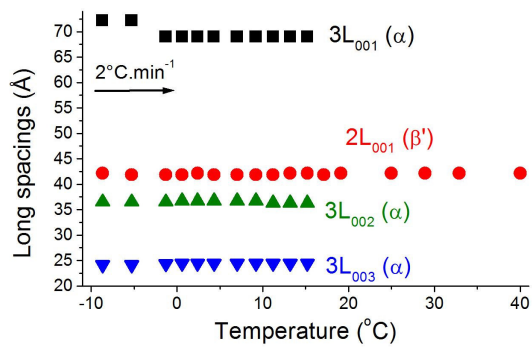 70
65
60
55
50
45
40
35
30
25
20
Long spacings (Å)
3L₀₀₁ (α)
2°C.min⁻¹
2L₀₀₁ (β')
3L₀₀₂ (α)
3L₀₀₃ (α)
-10 0 10 20 30 40
Temperature (°C)